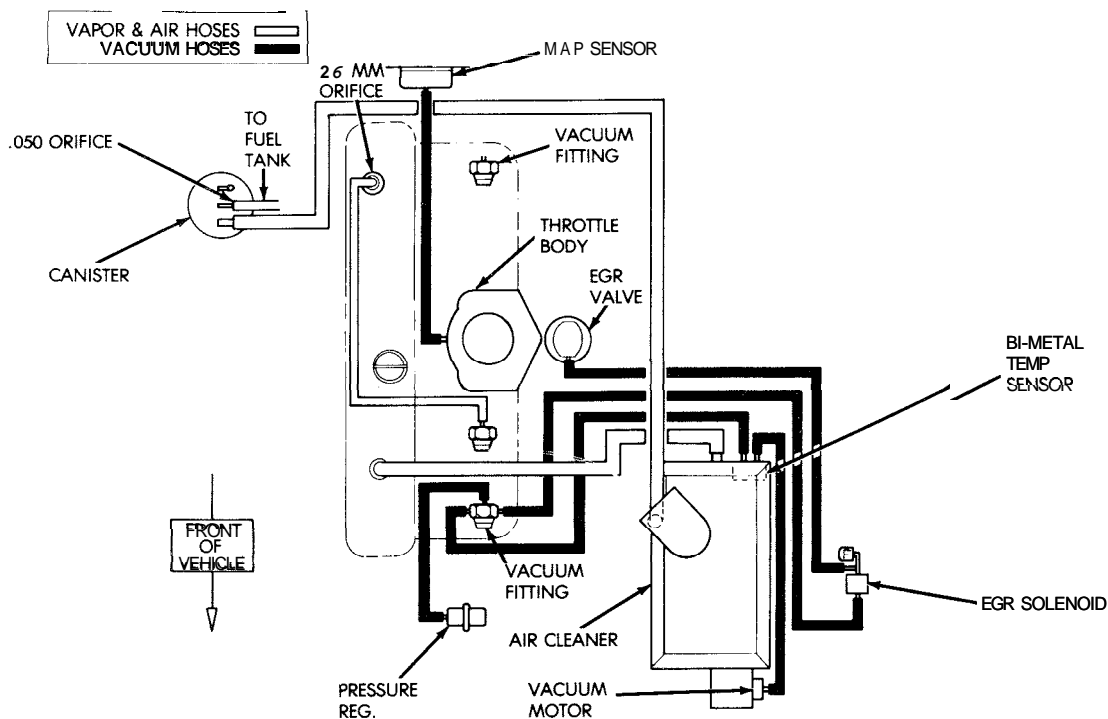 VAPOR & AIR HOSES
VACUUM HOSES
26 MM
ORIFICE
MAP SENSOR
.050 ORIFICE
TO
FUEL
TANK
VACUUM
FITTING
CANISTER
THROTTLE
BODY
EGR
VALVE
BI-METAL
TEMP
SENSOR
FRONT
OF
VEHICLE
VACUUM
FITTING
EGR SOLENOID
AIR CLEANER
PRESSURE
REG.
VACUUM
MOTOR